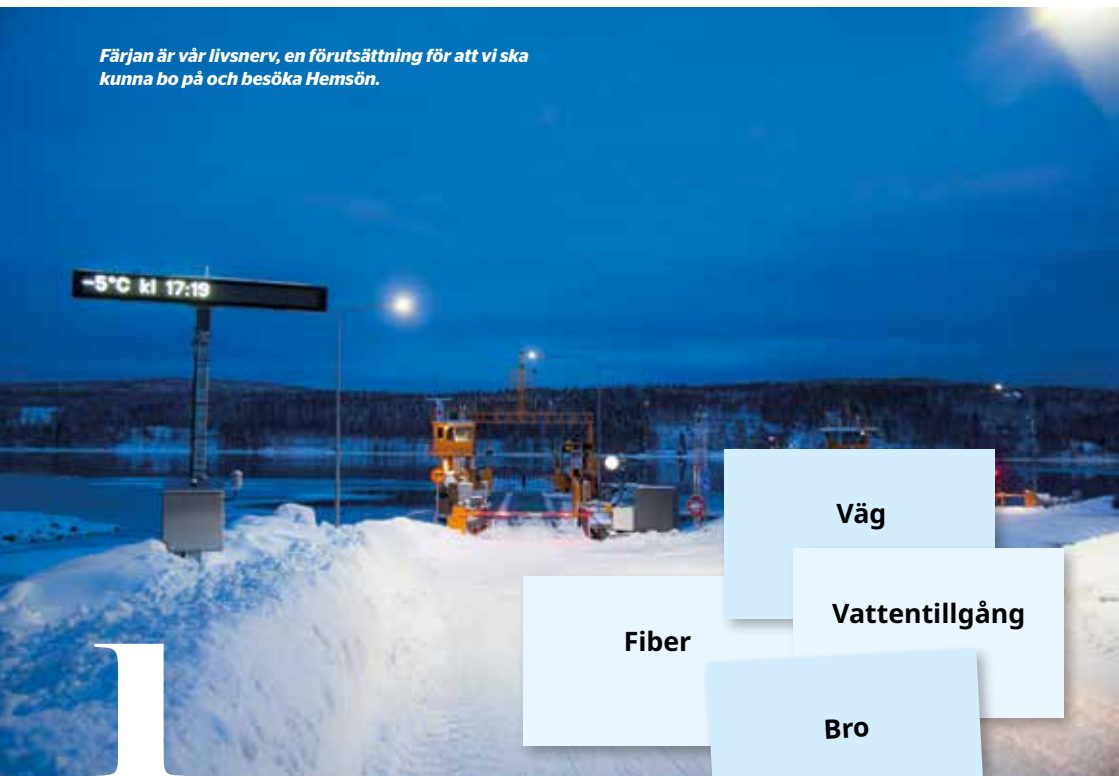 Färjan är vår livsnerv, en förutsättning för att vi ska
kunna bo på och besöka Hemsön.
-5°C kl 17:19
Väg
Vattentillgång
Fiber
Bro